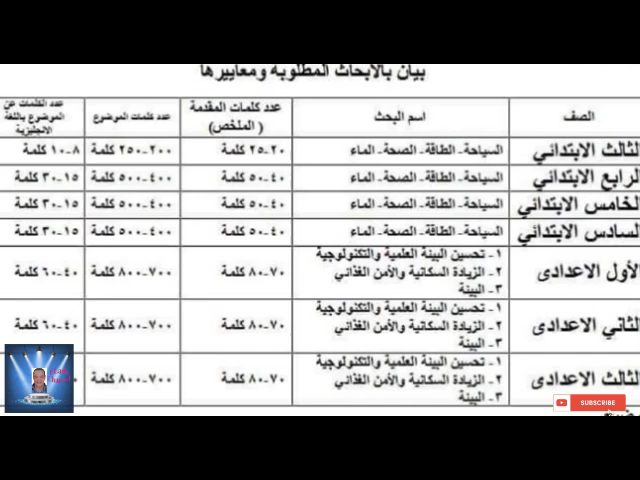 بيان بالأبحاث المطلوبة ومعاييرها
الصف
اسم البحث
عدد كلمات المقدمة
( الملخص)
عدد كلمات الموضوع
عدد الكلمات عن
الموضوع باللغة
الانجليزية
الثالث الابتدائي
السياحة- الطاقة- الصحة- الماء
٢٠-٢٥ كلمة
٢٠٠-٢٥٠ كلمة
٨-١٠ كلمة
الرابع الابتدائي
السياحة- الطاقة- الصحة- الماء
٤٠-٥٠ كلمة
٤٠٠-٥٠٠ كلمة
١٥-٣٠ كلمة
الخامس الابتدائي
السياحة- الطاقة- الصحة- الماء
٤٠-٥٠ كلمة
٤٠٠-٥٠٠ كلمة
١٥-٣٠ كلمة
السادس الابتدائي
السياحة- الطاقة- الصحة- الماء
٤٠-٥٠ كلمة
٤٠٠-٥٠٠ كلمة
١٥-٣٠ كلمة
الأول الاعدادى
١- تحسين البيئة العلمية والتكنولوجية
٢- الزيادة السكانية والأمن الغذائي
٣- البيئة
٧٠-٨٠ كلمة
٧٠٠-٨٠٠ كلمة
٤٠-٦٠ كلمة
الثاني الاعدادى
١- تحسين البيئة العلمية والتكنولوجية
٢- الزيادة السكانية والأمن الغذائي
٣- البيئة
٧٠-٨٠ كلمة
٧٠٠-٨٠٠ كلمة
٤٠-٦٠ كلمة
الثالث الاعدادى
١- تحسين البيئة العلمية والتكنولوجية
٢- الزيادة السكانية والأمن الغذائي
٣- البيئة
٧٠-٨٠ كلمة
٧٠٠-٨٠٠ كلمة
SUBSCRIBE